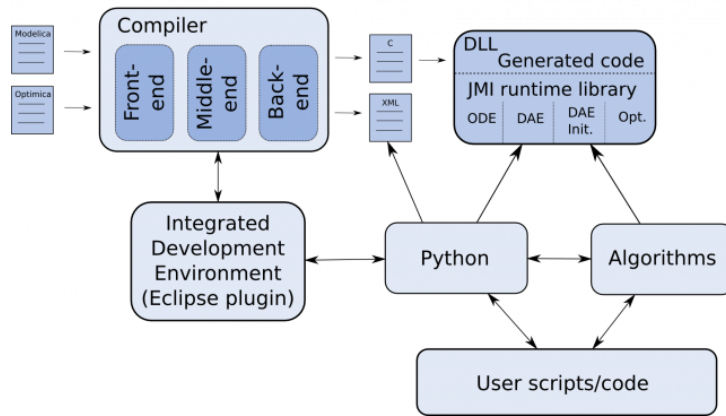 Modelica
Optimica
Compiler
Front-
end
Middle-
end
Back-
end
C
XML
DLL
Generated code
JMI runtime library
ODE
DAE
DAE
Init.
Opt.
Integrated
Development
Environment
(Eclipse plugin)
Python
Algorithms
User scripts/code